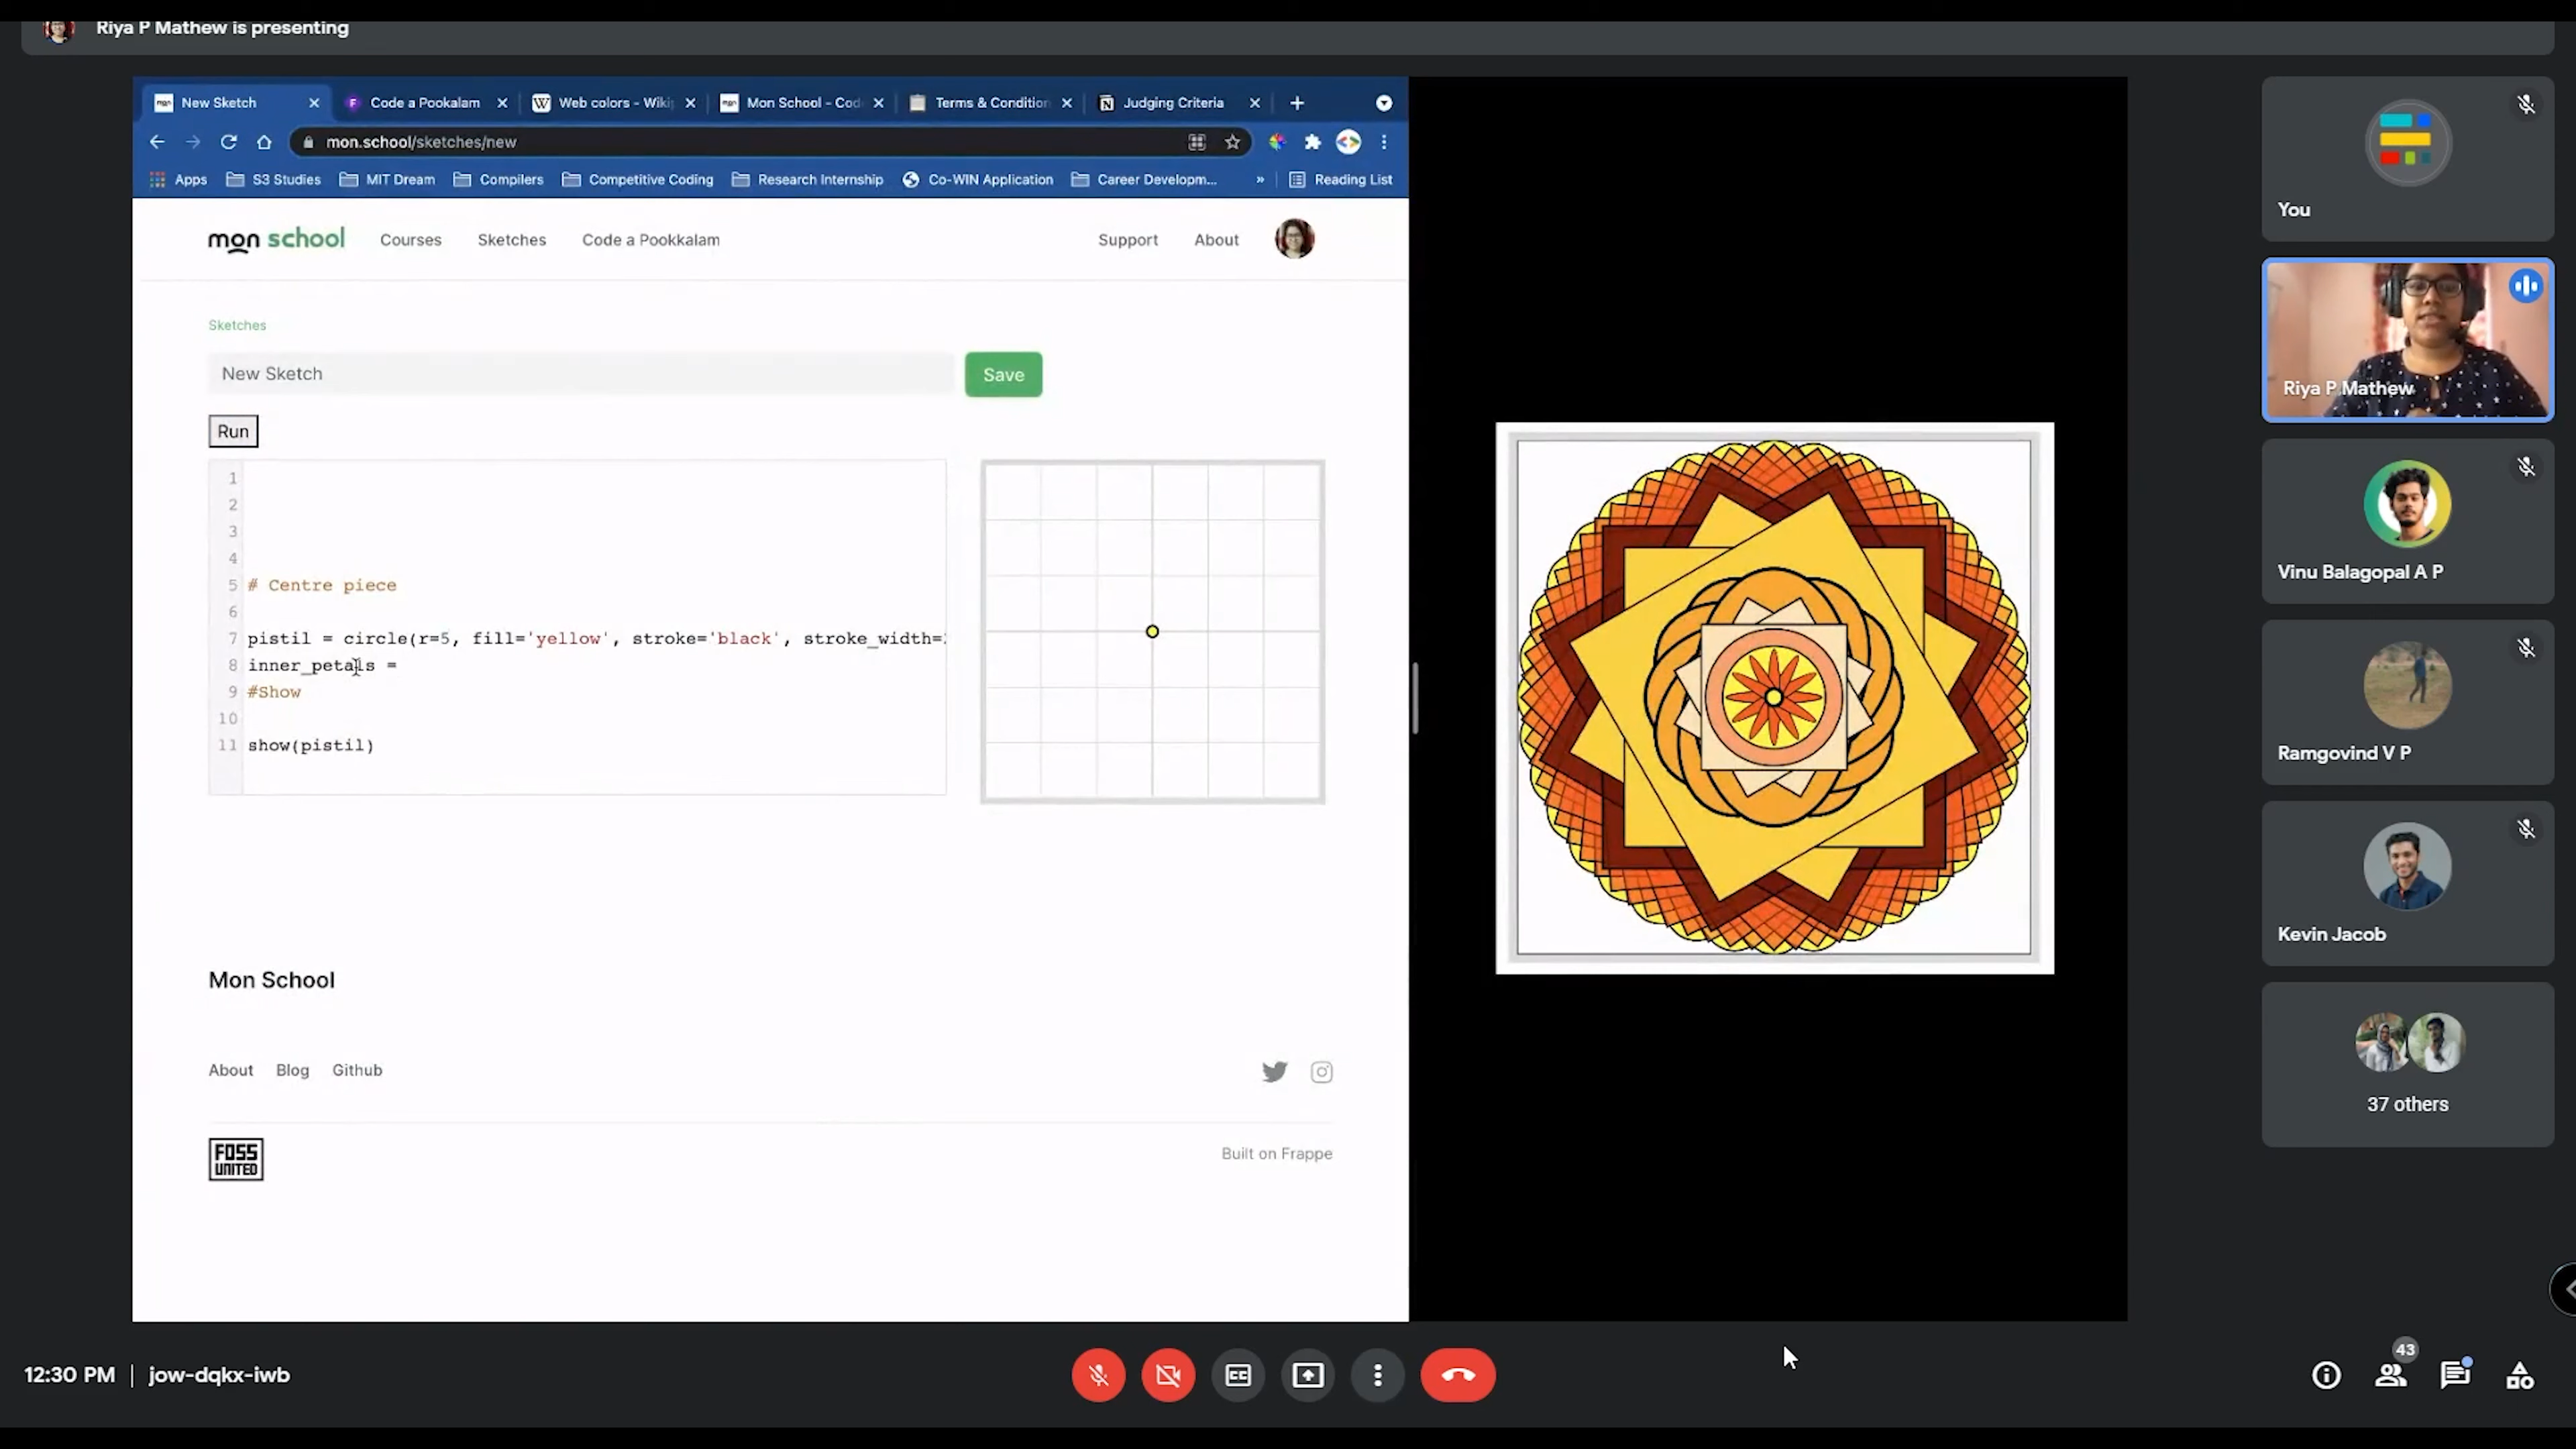 Riya P Mathew is presenting
New Sketch
Code a Pookalam
Web colors - Wiki
Mon School - Cod
Terms & Condition
Judging Criteria
mon.school/sketches/new
Apps
S3 Studies
MIT Dream
Compilers
Competitive Coding
Research Internship
Co-WIN Application
Career Developm...
»
Reading List
mon school
Courses
Sketches
Code a Pookkalam
Support
About
Sketches
New Sketch
Save
Run
1
2
3
4
5 # Centre piece
6
7 pistil = circle(r=5, fill='yellow', stroke='black', stroke_width=
8 inner_petals =
9 #Show
10
11 show(pistil)
Mon School
About
Blog
Github
FOSS
UNITED
Built on Frappe
You
Riya P Mathew
Vinu Balagopal A P
Ramgovind V P
Kevin Jacob
37 others
12:30 PM | jow-dqkx-iwb
CC
43